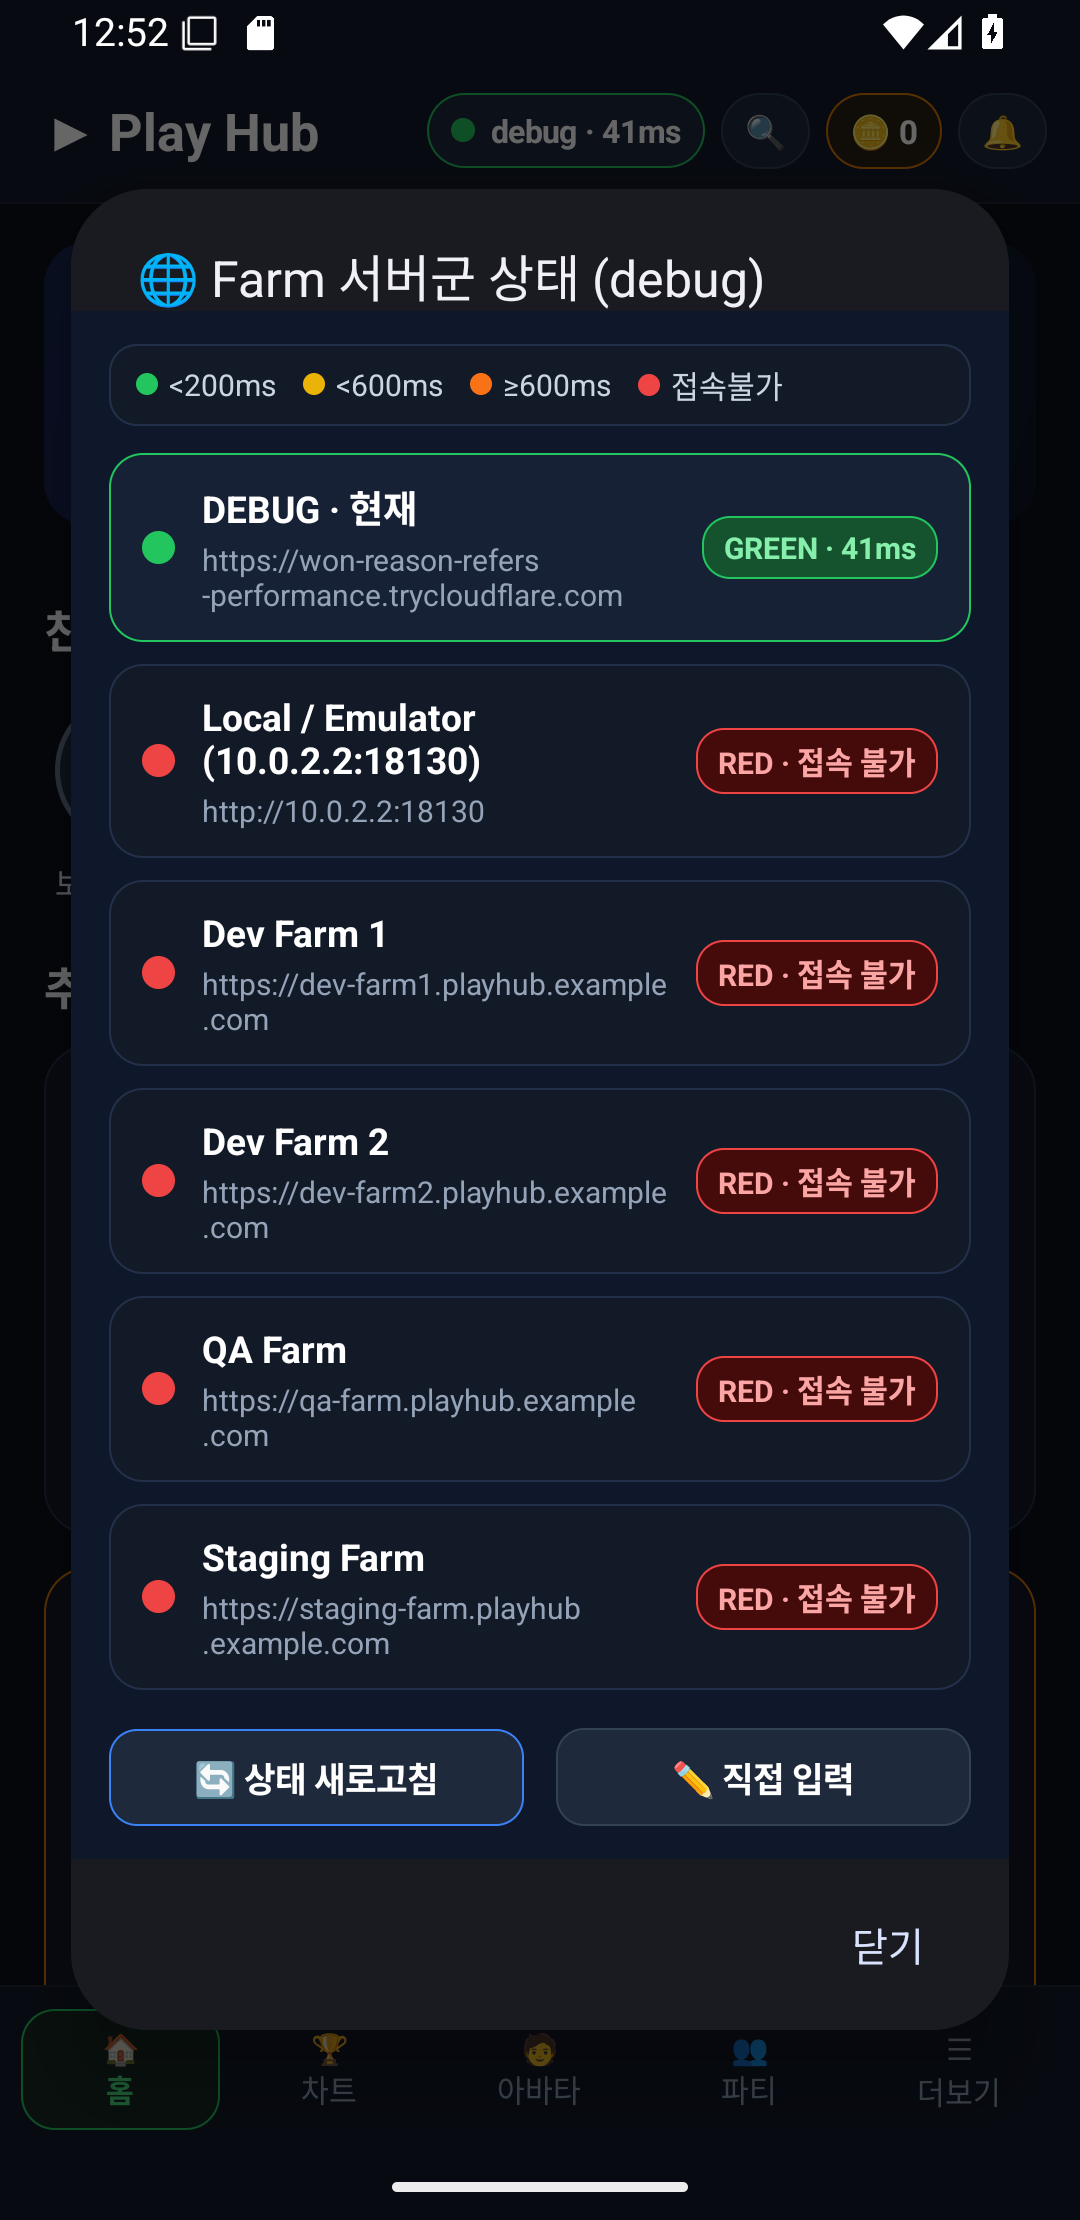 12:52
▶ Play Hub
debug · 41ms
0
Farm 서버군 상태 (debug)
<200ms
<600ms
≥600ms
접속불가
DEBUG · 현재
https://won-reason-refers
-performance.trycloudflare.com
GREEN · 41ms
Local / Emulator
(10.0.2.2:18130)
http://10.0.2.2:18130
RED · 접속 불가
Dev Farm 1
https://dev-farm1.playhub.example
.com
RED · 접속 불가
Dev Farm 2
https://dev-farm2.playhub.example
.com
RED · 접속 불가
QA Farm
https://qa-farm.playhub.example
.com
RED · 접속 불가
Staging Farm
https://staging-farm.playhub
.example.com
RED · 접속 불가
상태 새로고침
직접 입력
닫기
홈
차트
아바타
파티
더보기